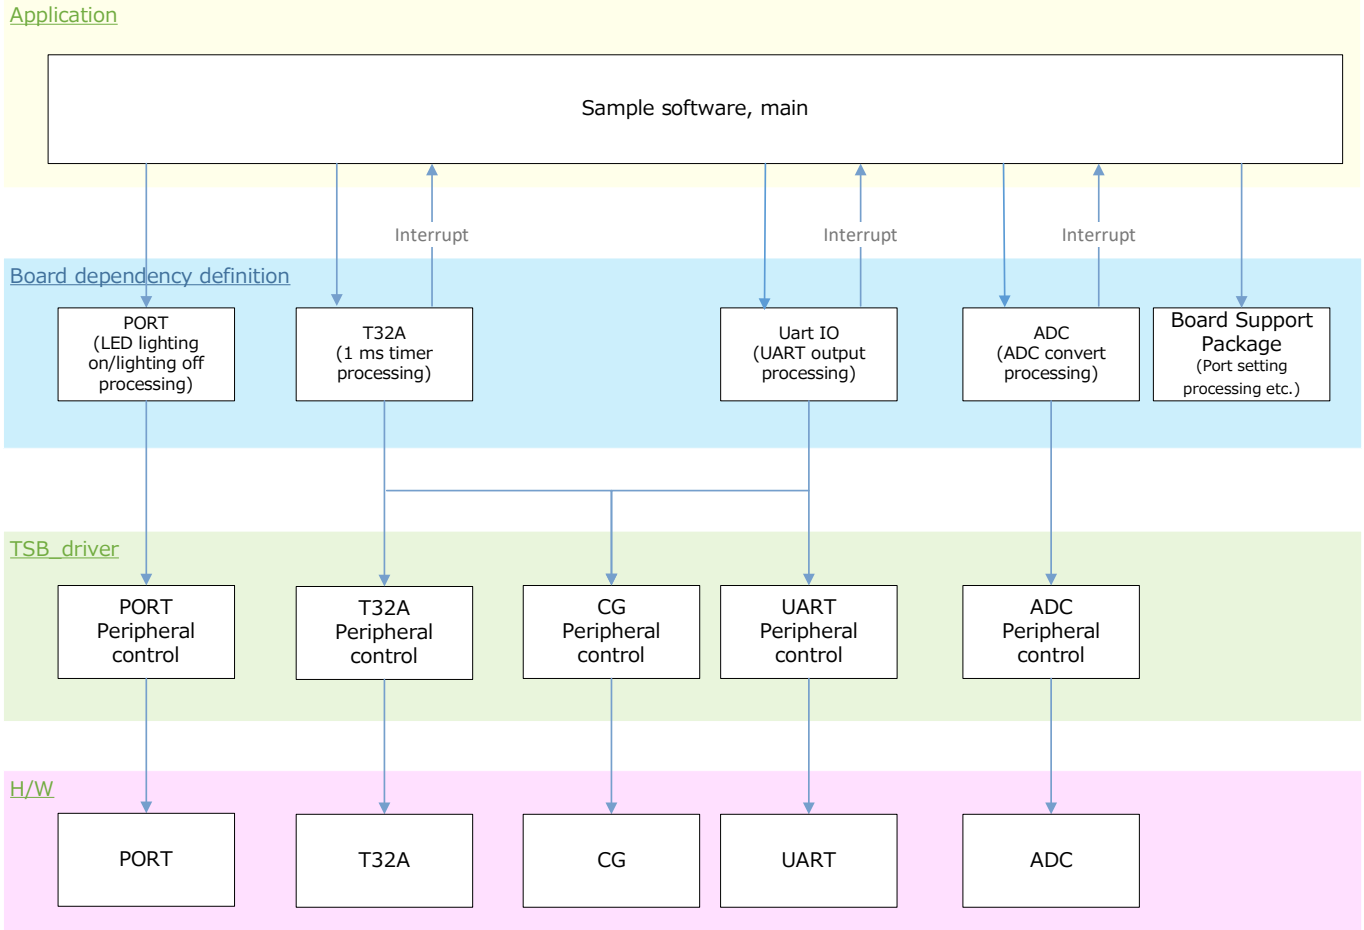 Application
Sample software, main
Interrupt
Interrupt
Interrupt
Board dependency definition
PORT
(LED lighting
on/lighting off
processing)
T32A
(1 ms timer
processing)
Uart IO
(UART output
processing)
ADC
(ADC convert
processing)
Board Support
Package
(Port setting
processing etc.)
TSB_driver
PORT
Peripheral
control
T32A
Peripheral
control
CG
Peripheral
control
UART
Peripheral
control
ADC
Peripheral
control
H/W
PORT
T32A
CG
UART
ADC